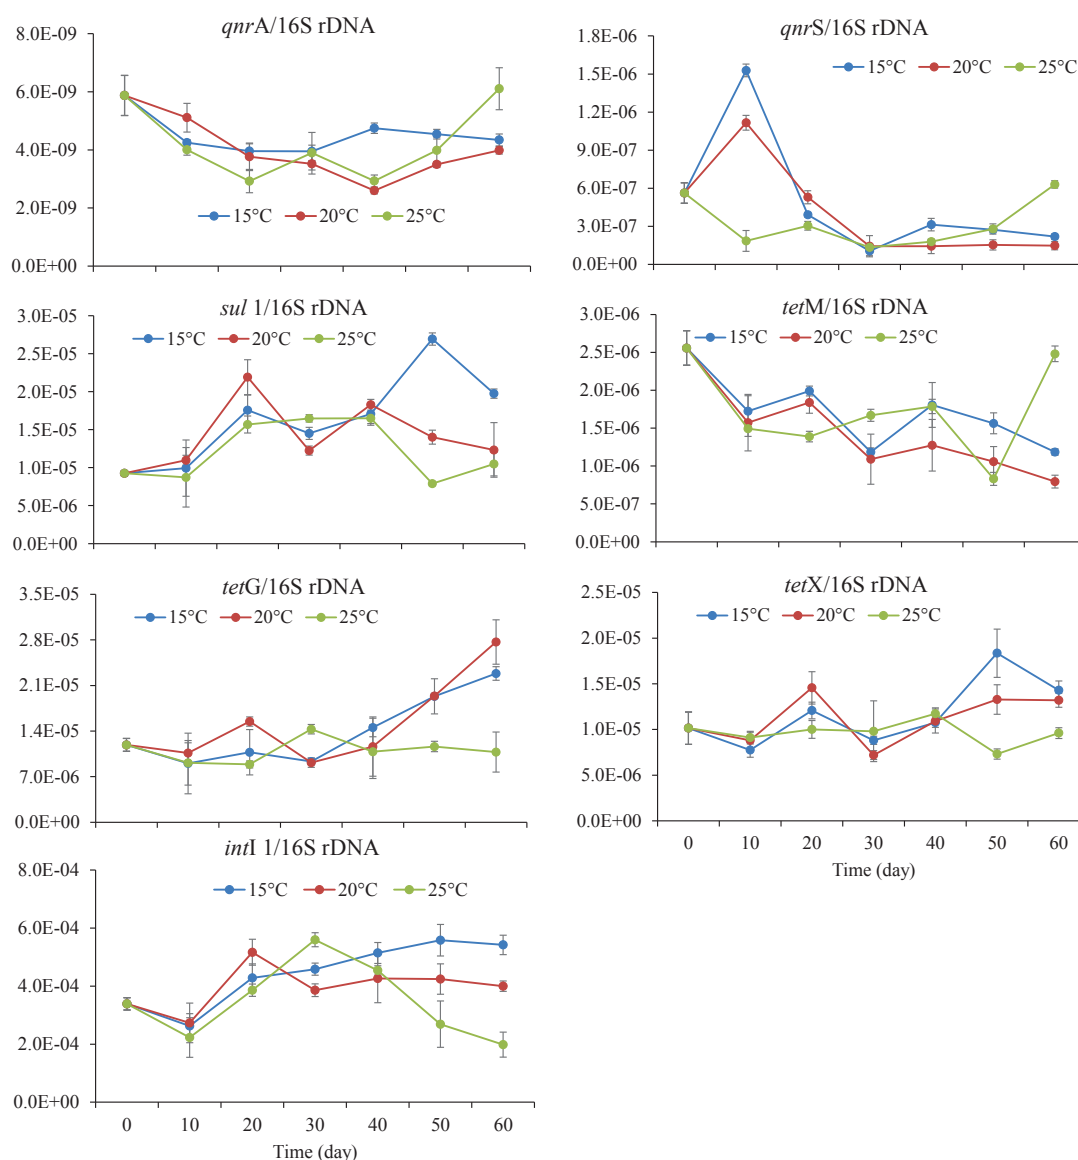 qnrA/16S rDNA
8.0E-09
6.0E-09
4.0E-09
2.0E-09
0.0E+00
15°C 20°C 25°C
qnrS/16S rDNA
1.8E-06
1.5E-06
1.2E-06
9.0E-07
6.0E-07
3.0E-07
0.0E+00
15°C 20°C 25°C
sul 1/16S rDNA
3.0E-05
2.5E-05
2.0E-05
1.5E-05
1.0E-05
5.0E-06
0.0E+00
15°C 20°C 25°C
tetM/16S rDNA
3.0E-06
2.5E-06
2.0E-06
1.5E-06
1.0E-06
5.0E-07
0.0E+00
15°C 20°C 25°C
tetG/16S rDNA
3.5E-05
2.8E-05
2.1E-05
1.4E-05
7.0E-06
0.0E+00
15°C 20°C 25°C
tetX/16S rDNA
2.5E-05
2.0E-05
1.5E-05
1.0E-05
5.0E-06
0.0E+00
15°C 20°C 25°C
0 10 20 30 40 50 60
Time (day)
intI 1/16S rDNA
8.0E-04
6.0E-04
4.0E-04
2.0E-04
0.0E+00
15°C 20°C 25°C
0 10 20 30 40 50 60
Time (day)